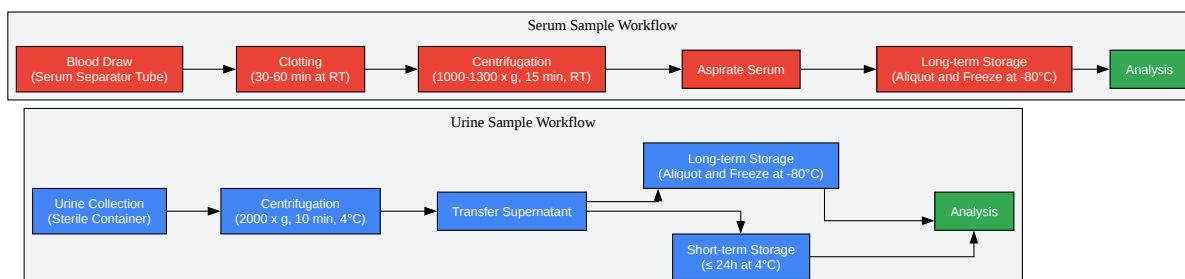 Serum Sample Workflow
Blood Draw
(Serum Separator Tube)
Clotting
(30-60 min at RT)
Centrifugation
(1000-1300 x g, 15 min, RT)
Aspirate Serum
Long-term Storage
(Aliquot and Freeze at -80°C)
Analysis
Urine Sample Workflow
Urine Collection
(Sterile Container)
Centrifugation
(2000 x g, 10 min, 4°C)
Transfer Supernatant
Long-term Storage
(Aliquot and Freeze at -80°C)
Short-term Storage
(≤ 24h at 4°C)
Analysis